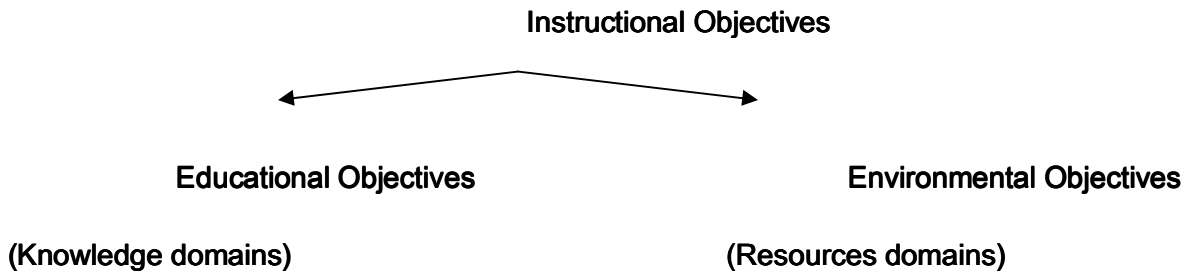 Instructional Objectives
Educational Objectives Environmental Objectives
(Knowledge domains) (Resources domains)